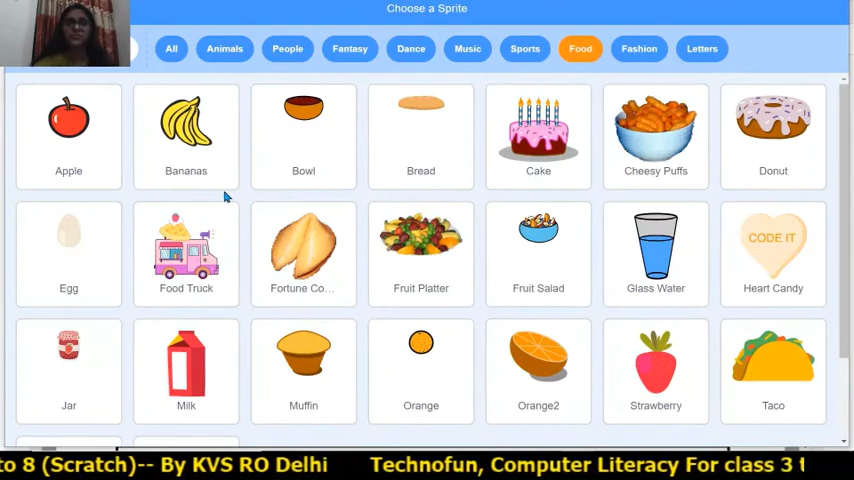 Choose a Sprite
All Animals People Fantasy Dance Music Sports Food Fashion Letters
Apple Bananas Bowl Bread Cake Cheesy Puffs Donut
CODE IT
Egg Food Truck Fortune Co... Fruit Platter Fruit Salad Glass Water Heart Candy
Jar Milk Muffin Orange Orange2 Strawberry Taco
to 8 (Scratch)-- By KVS RO Delhi Technofun, Computer Literacy For class 3 t